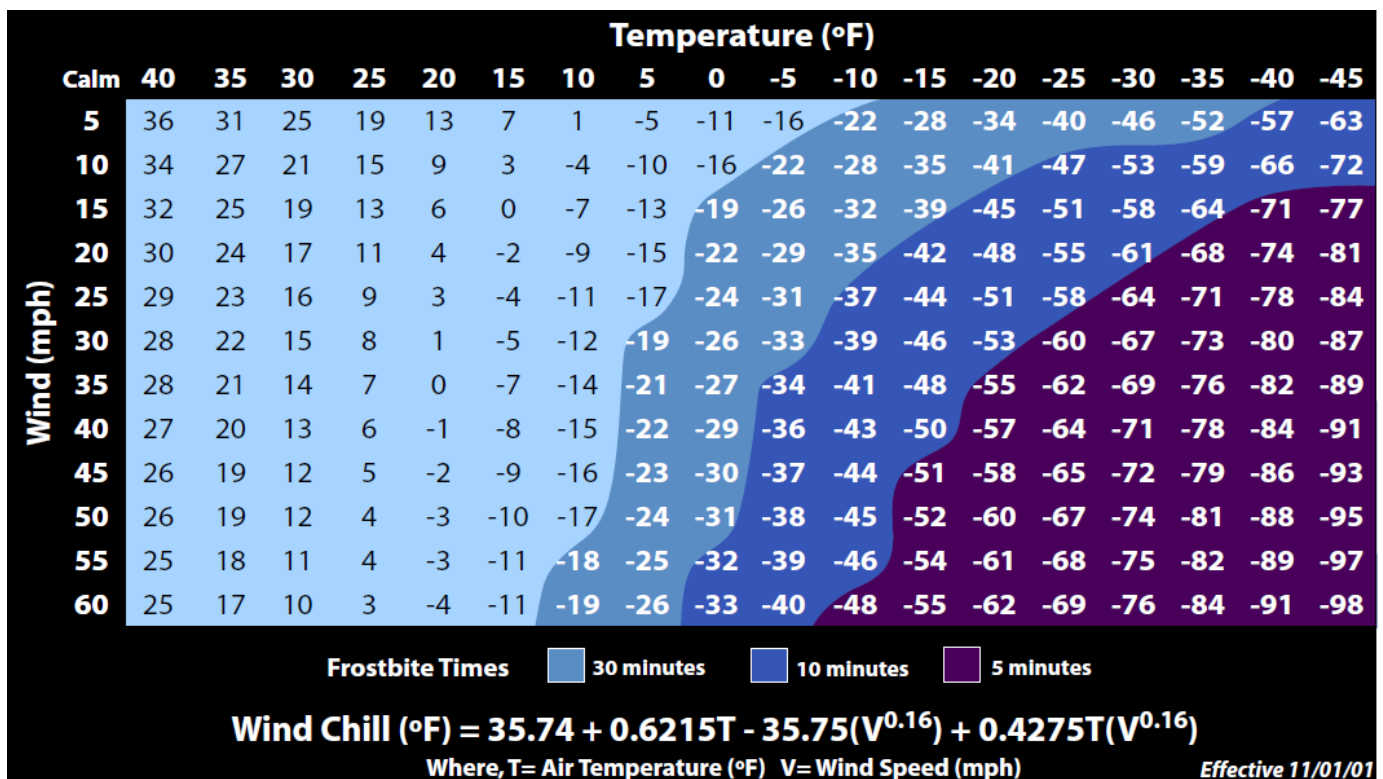 Temperature (ºF)
Calm 40 35 30 25 20 15 10 5 0 -5 -10 -15 -20 -25 -30 -35 -40 -45
5 36 31 25 19 13 7 1 -5 -11 -16 -22 -28 -34 -40 -46 -52 -57 -63
10 34 27 21 15 9 3 -4 -10 -16 -22 -28 -35 -41 -47 -53 -59 -66 -72
15 32 25 19 13 6 0 -7 -13 -19 -26 -32 -39 -45 -51 -58 -64 -71 -77
20 30 24 17 11 4 -2 -9 -15 -22 -29 -35 -42 -48 -55 -61 -68 -74 -81
25 29 23 16 9 3 -4 -11 -17 -24 -31 -37 -44 -51 -58 -64 -71 -78 -84
30 28 22 15 8 1 -5 -12 -19 -26 -33 -39 -46 -53 -60 -67 -73 -80 -87
35 28 21 14 7 0 -7 -14 -21 -27 -34 -41 -48 -55 -62 -69 -76 -82 -89
40 27 20 13 6 -1 -8 -15 -22 -29 -36 -43 -50 -57 -64 -71 -78 -84 -91
45 26 19 12 5 -2 -9 -16 -23 -30 -37 -44 -51 -58 -65 -72 -79 -86 -93
50 26 19 12 4 -3 -10 -17 -24 -31 -38 -45 -52 -60 -67 -74 -81 -88 -95
55 25 18 11 4 -3 -11 -18 -25 -32 -39 -46 -54 -61 -68 -75 -82 -89 -97
60 25 17 10 3 -4 -11 -19 -26 -33 -40 -48 -55 -62 -69 -76 -84 -91 -98
Wind (mph)
Frostbite Times 30 minutes 10 minutes 5 minutes
Wind Chill (ºF) = 35.74 + 0.6215T - 35.75(V^0.16) + 0.4275T(V^0.16)
Where, T= Air Temperature (ºF) V= Wind Speed (mph) Effective 11/01/01